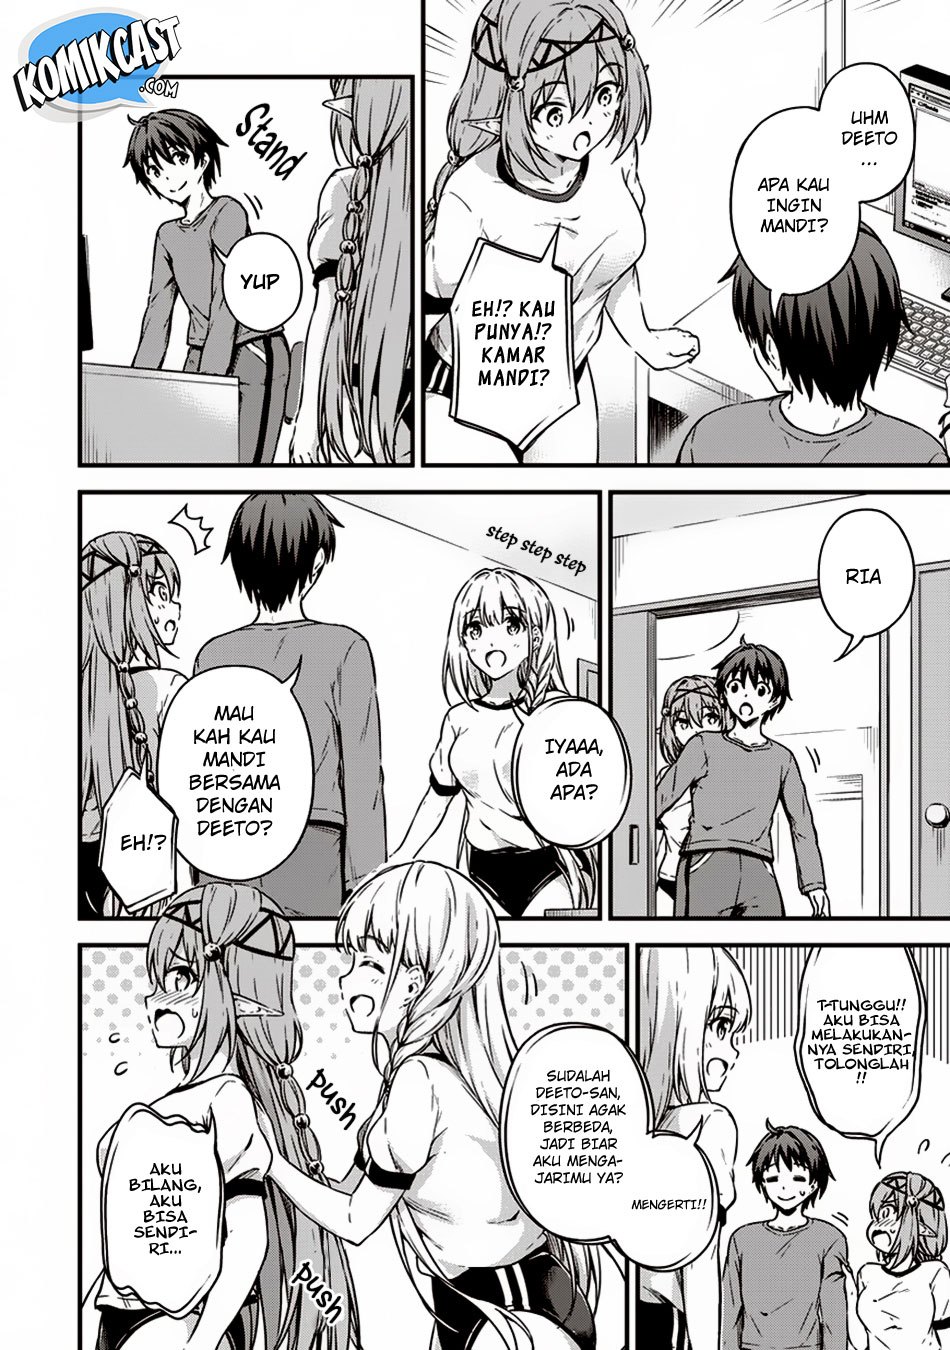 KOMIKCAST
.COM
UHM
DEETO
...
APA KAU
INGIN
MANDI?
EH!? KAU
PUNYA!?
KAMAR
MANDI?
Stand
YUP
RIA
step step step
IYAAA,
ADA
APA?
MAU
KAH KAU
MANDI
BERSAMA
DENGAN
DEETO?
EH!?
T-TUNGGU!!
AKU BISA
MELAKUKAN-
NYA SENDIRI,
TOLONGLAH
!!
SUDALAH
DEETO-SAN,
DISINI AGAK
BERBEDA,
JADI BIAR
AKU MENGA-
JARIMU YA?
MENGERTI!!
push
AKU
BILANG,
AKU
BISA
SENDI-
RI...
push